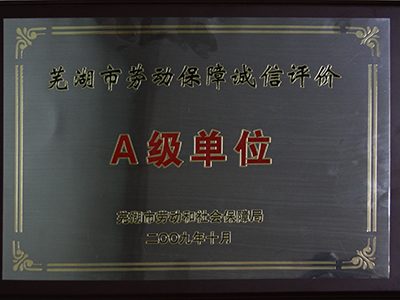 芜湖市劳动保障诚信评价
A级单位
芜湖市劳动和社会保障局
二〇〇九年十月